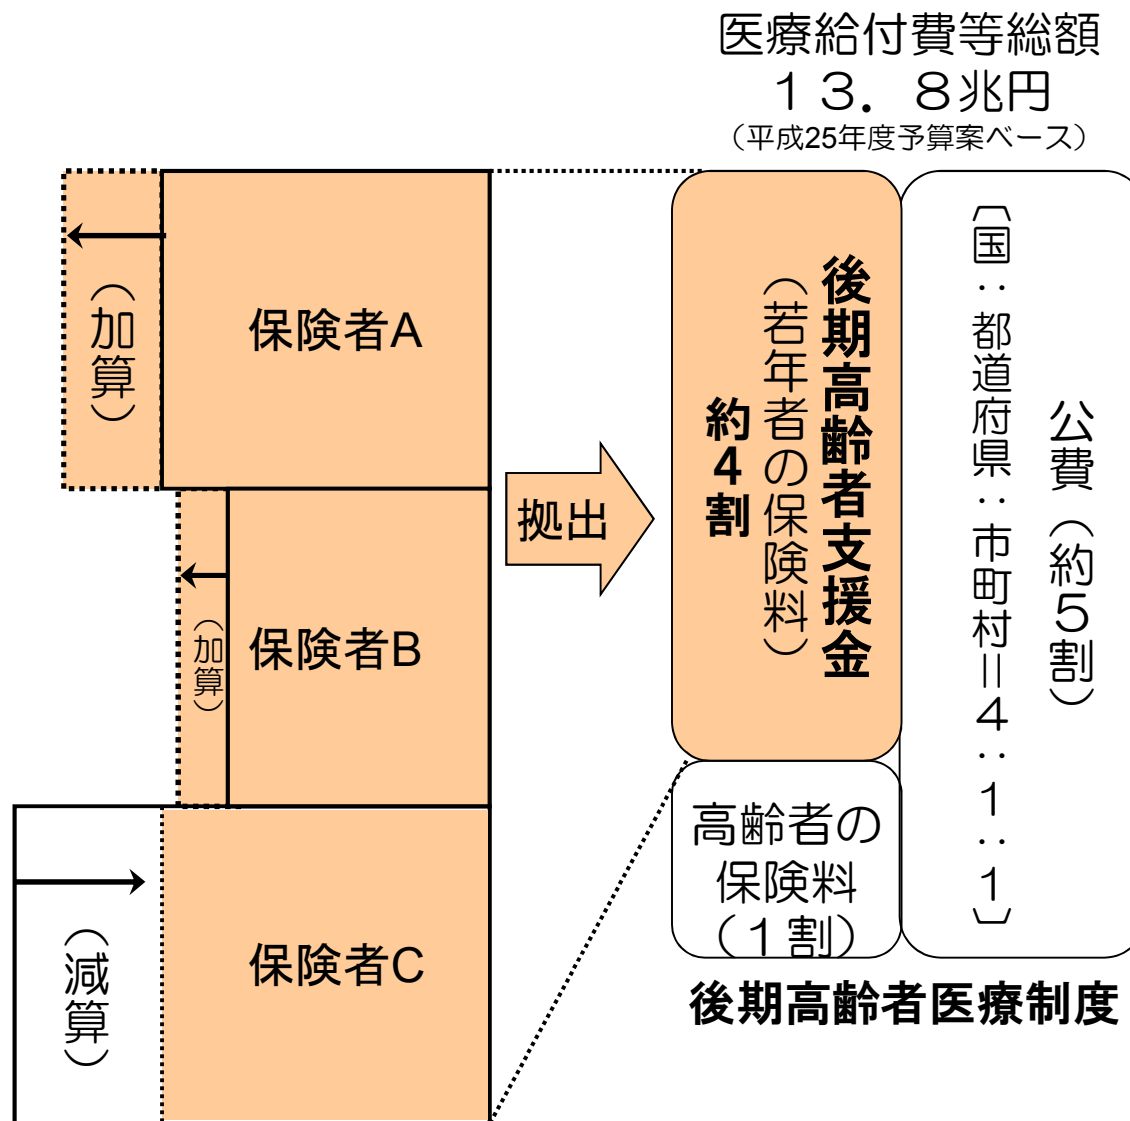 医療給付費等総額
１３．８兆円
（平成25年度予算案ベース）
（加算）
保険者A
（加算）
保険者B
（減算）
保険者C
拠出
後期高齢者支援金
（若年者の保険料）
約４割
公費（約５割）
〔国：都道府県：市町村＝４：１：１〕
高齢者の
保険料
（１割）
後期高齢者医療制度